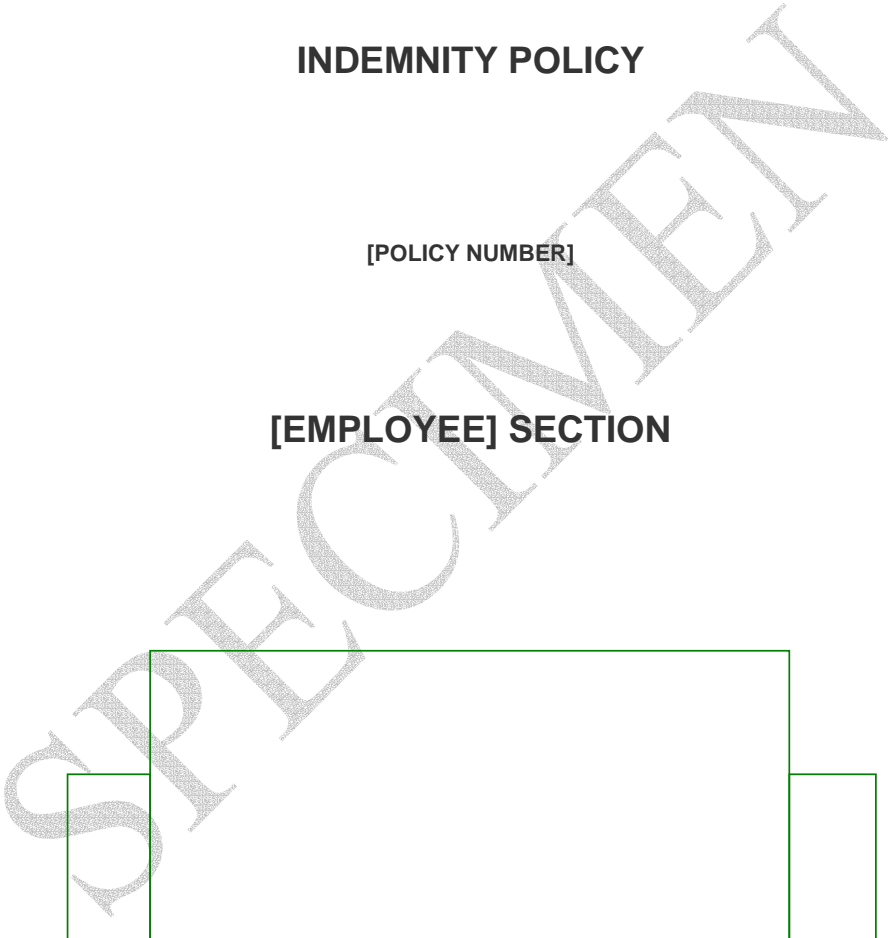 INDEMNITY POLICY
[POLICY NUMBER]
[EMPLOYEE] SECTION
SPECIMEN